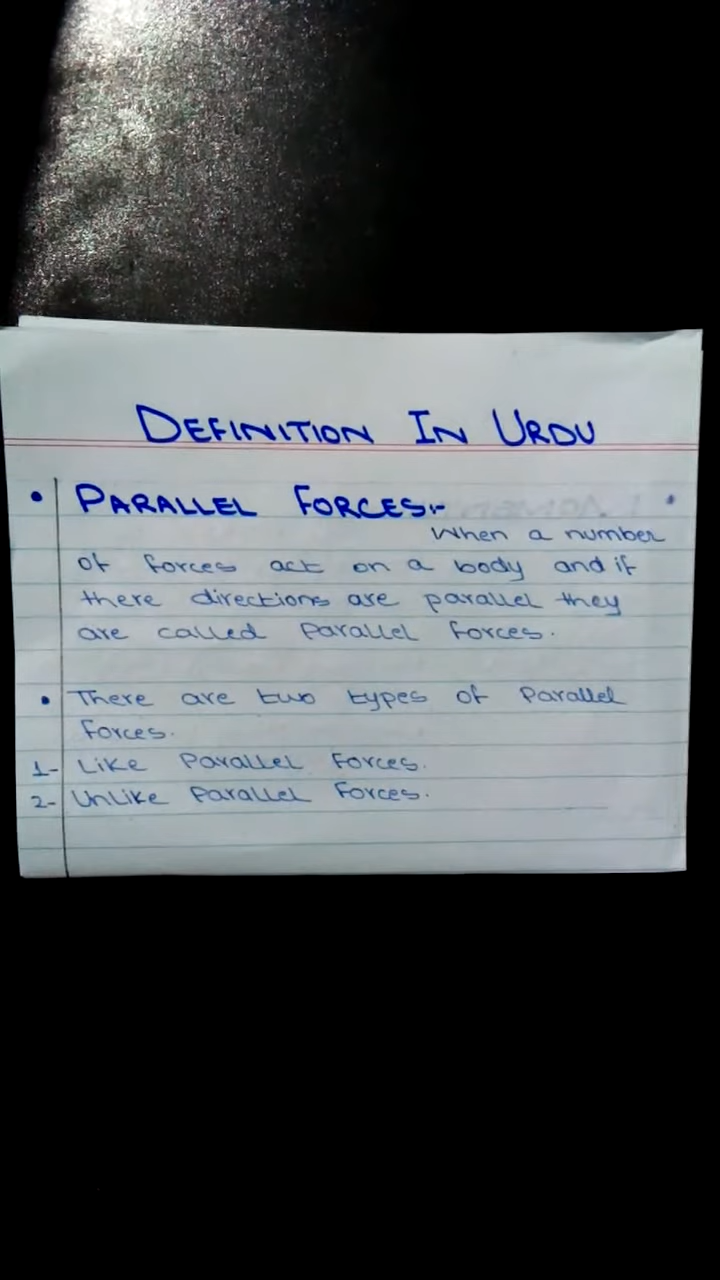 DEFINITION IN URDU
• PARALLEL FORCES:-
When a number
of forces act on a body and if
there directions are parallel they
are called Parallel forces.
• There are two types of Parallel
forces.
1- Like Parallel Forces.
2- Unlike Parallel Forces.